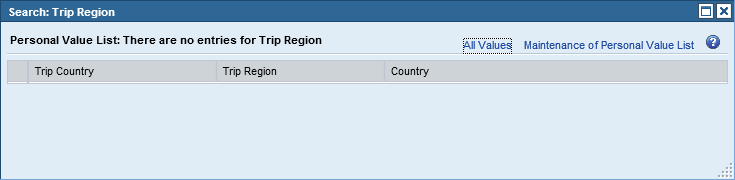 Search: Trip Region
Personal Value List: There are no entries for Trip Region All Values Maintenance of Personal Value List ?
Trip Country Trip Region Country